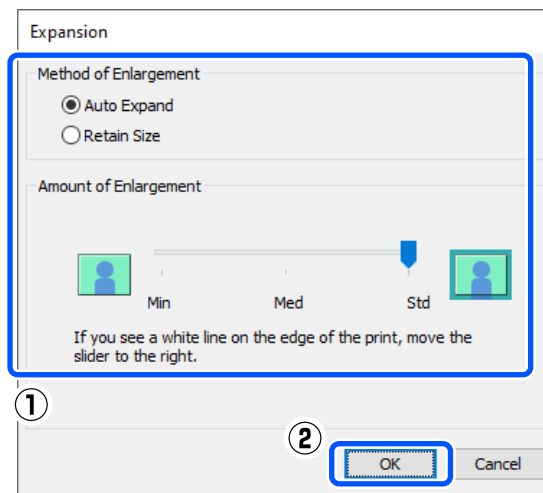 Expansion
Method of Enlargement
Auto Expand
Retain Size
Amount of Enlargement
Min Med Std
If you see a white line on the edge of the print, move the
slider to the right.
①
②
OK Cancel